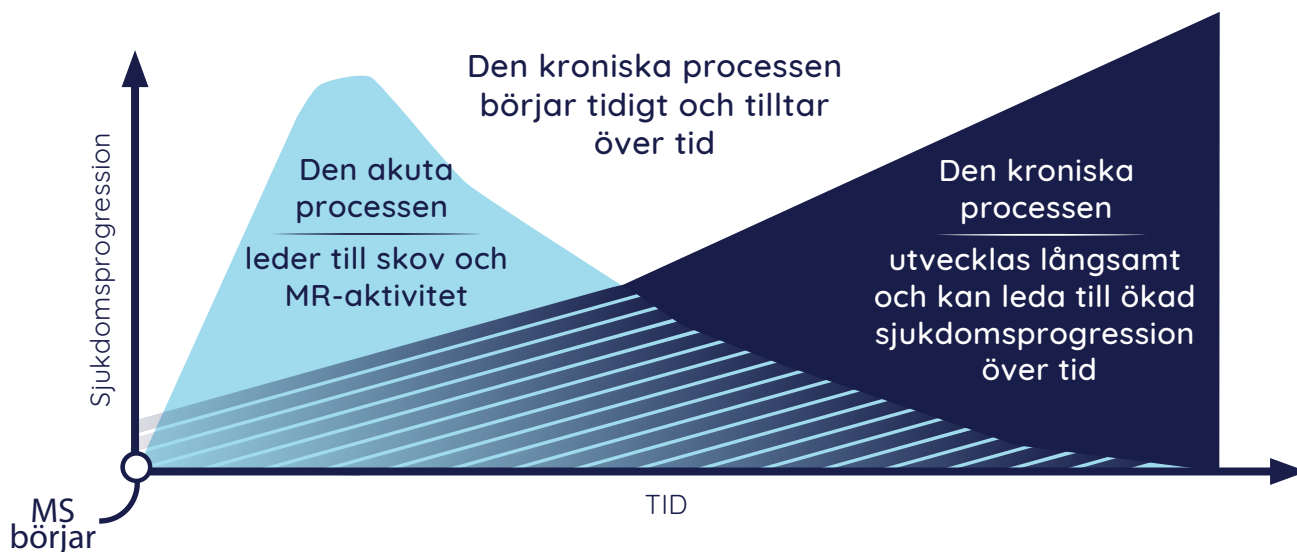 Den kroniska processen
börjar tidigt och tilltar
över tid
Den akuta
processen
leder till skov och
MR-aktivitet
Den kroniska
processen
utvecklas långsamt
och kan leda till ökad
sjukdomsprogression
över tid
Sjukdomsprogression
TID
MS
börjar